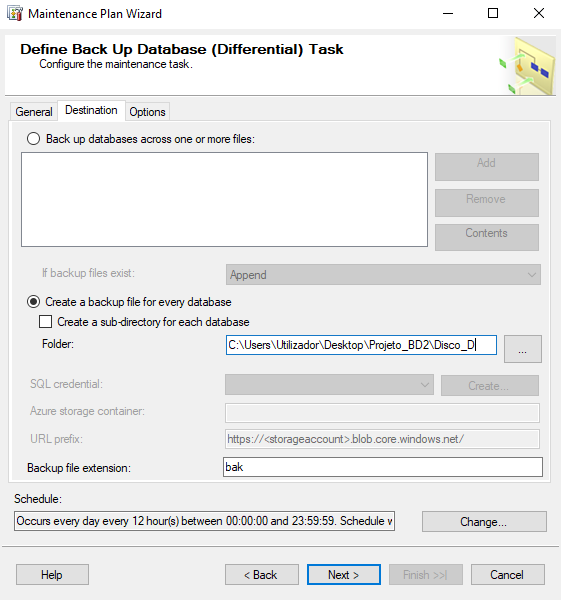 Maintenance Plan Wizard
Define Back Up Database (Differential) Task
Configure the maintenance task.
General Destination Options
Back up databases across one or more files:
Add
Remove
Contents
If backup files exist: Append
Create a backup file for every database
Create a sub-directory for each database
Folder: C:\Users\Utilizador\Desktop\Projeto_BD2\Disco_D ...
SQL credential: Create...
Azure storage container:
URL prefix: https://<storageaccount>.blob.core.windows.net/
Backup file extension: bak
Schedule:
Occurs every day every 12 hour(s) between 00:00:00 and 23:59:59. Schedule w Change...
Help < Back Next > Finish >>| Cancel